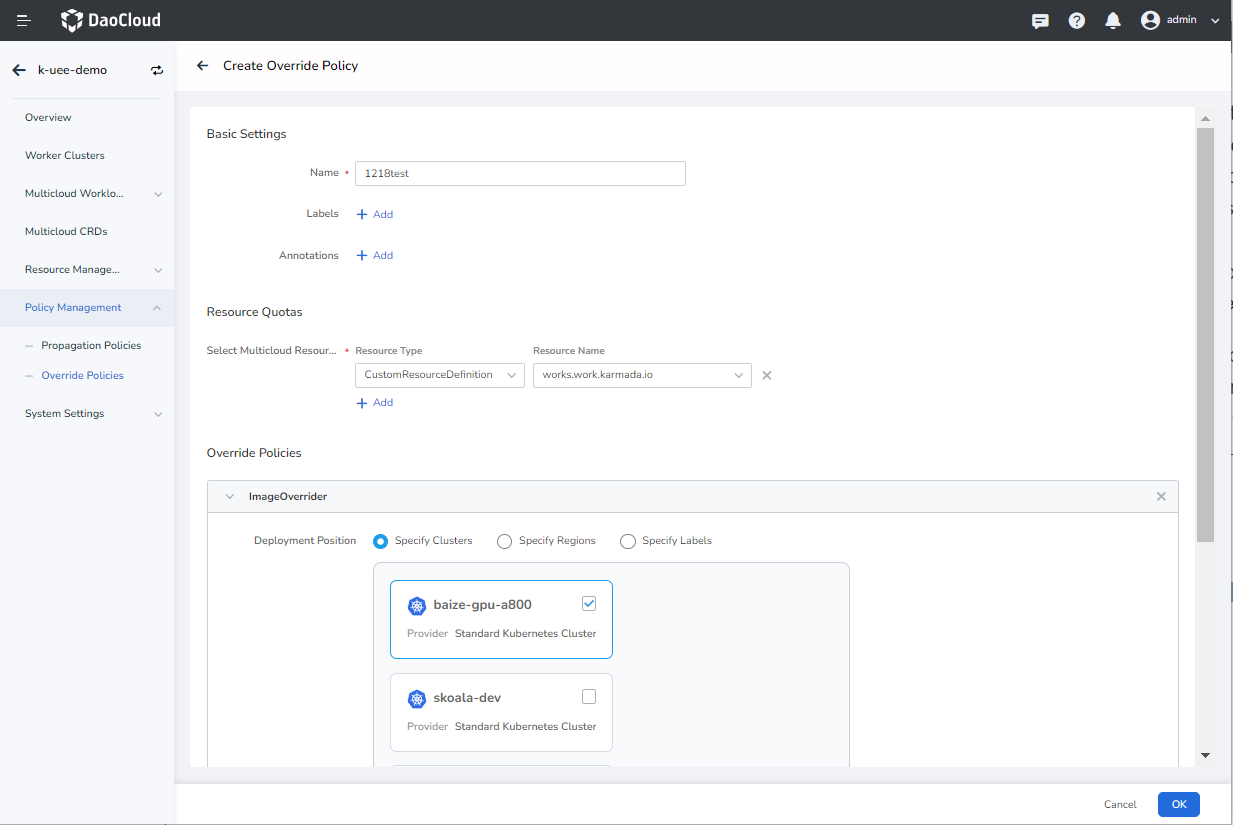 DaoCloud
admin
k-uee-demo
Create Override Policy
Overview
Worker Clusters
Multicloud Worklo...
Multicloud CRDs
Resource Manage...
Policy Management
Propagation Policies
Override Policies
System Settings
Basic Settings
Name *
1218test
Labels
+ Add
Annotations
+ Add
Resource Quotas
Select Multicloud Resour... *
Resource Type
Resource Name
CustomResourceDefinition
works.work.karmada.io
+ Add
Override Policies
ImageOverrider
Deployment Position
Specify Clusters
Specify Regions
Specify Labels
baize-gpu-a800
Provider Standard Kubernetes Cluster
skoala-dev
Provider Standard Kubernetes Cluster
Cancel
OK